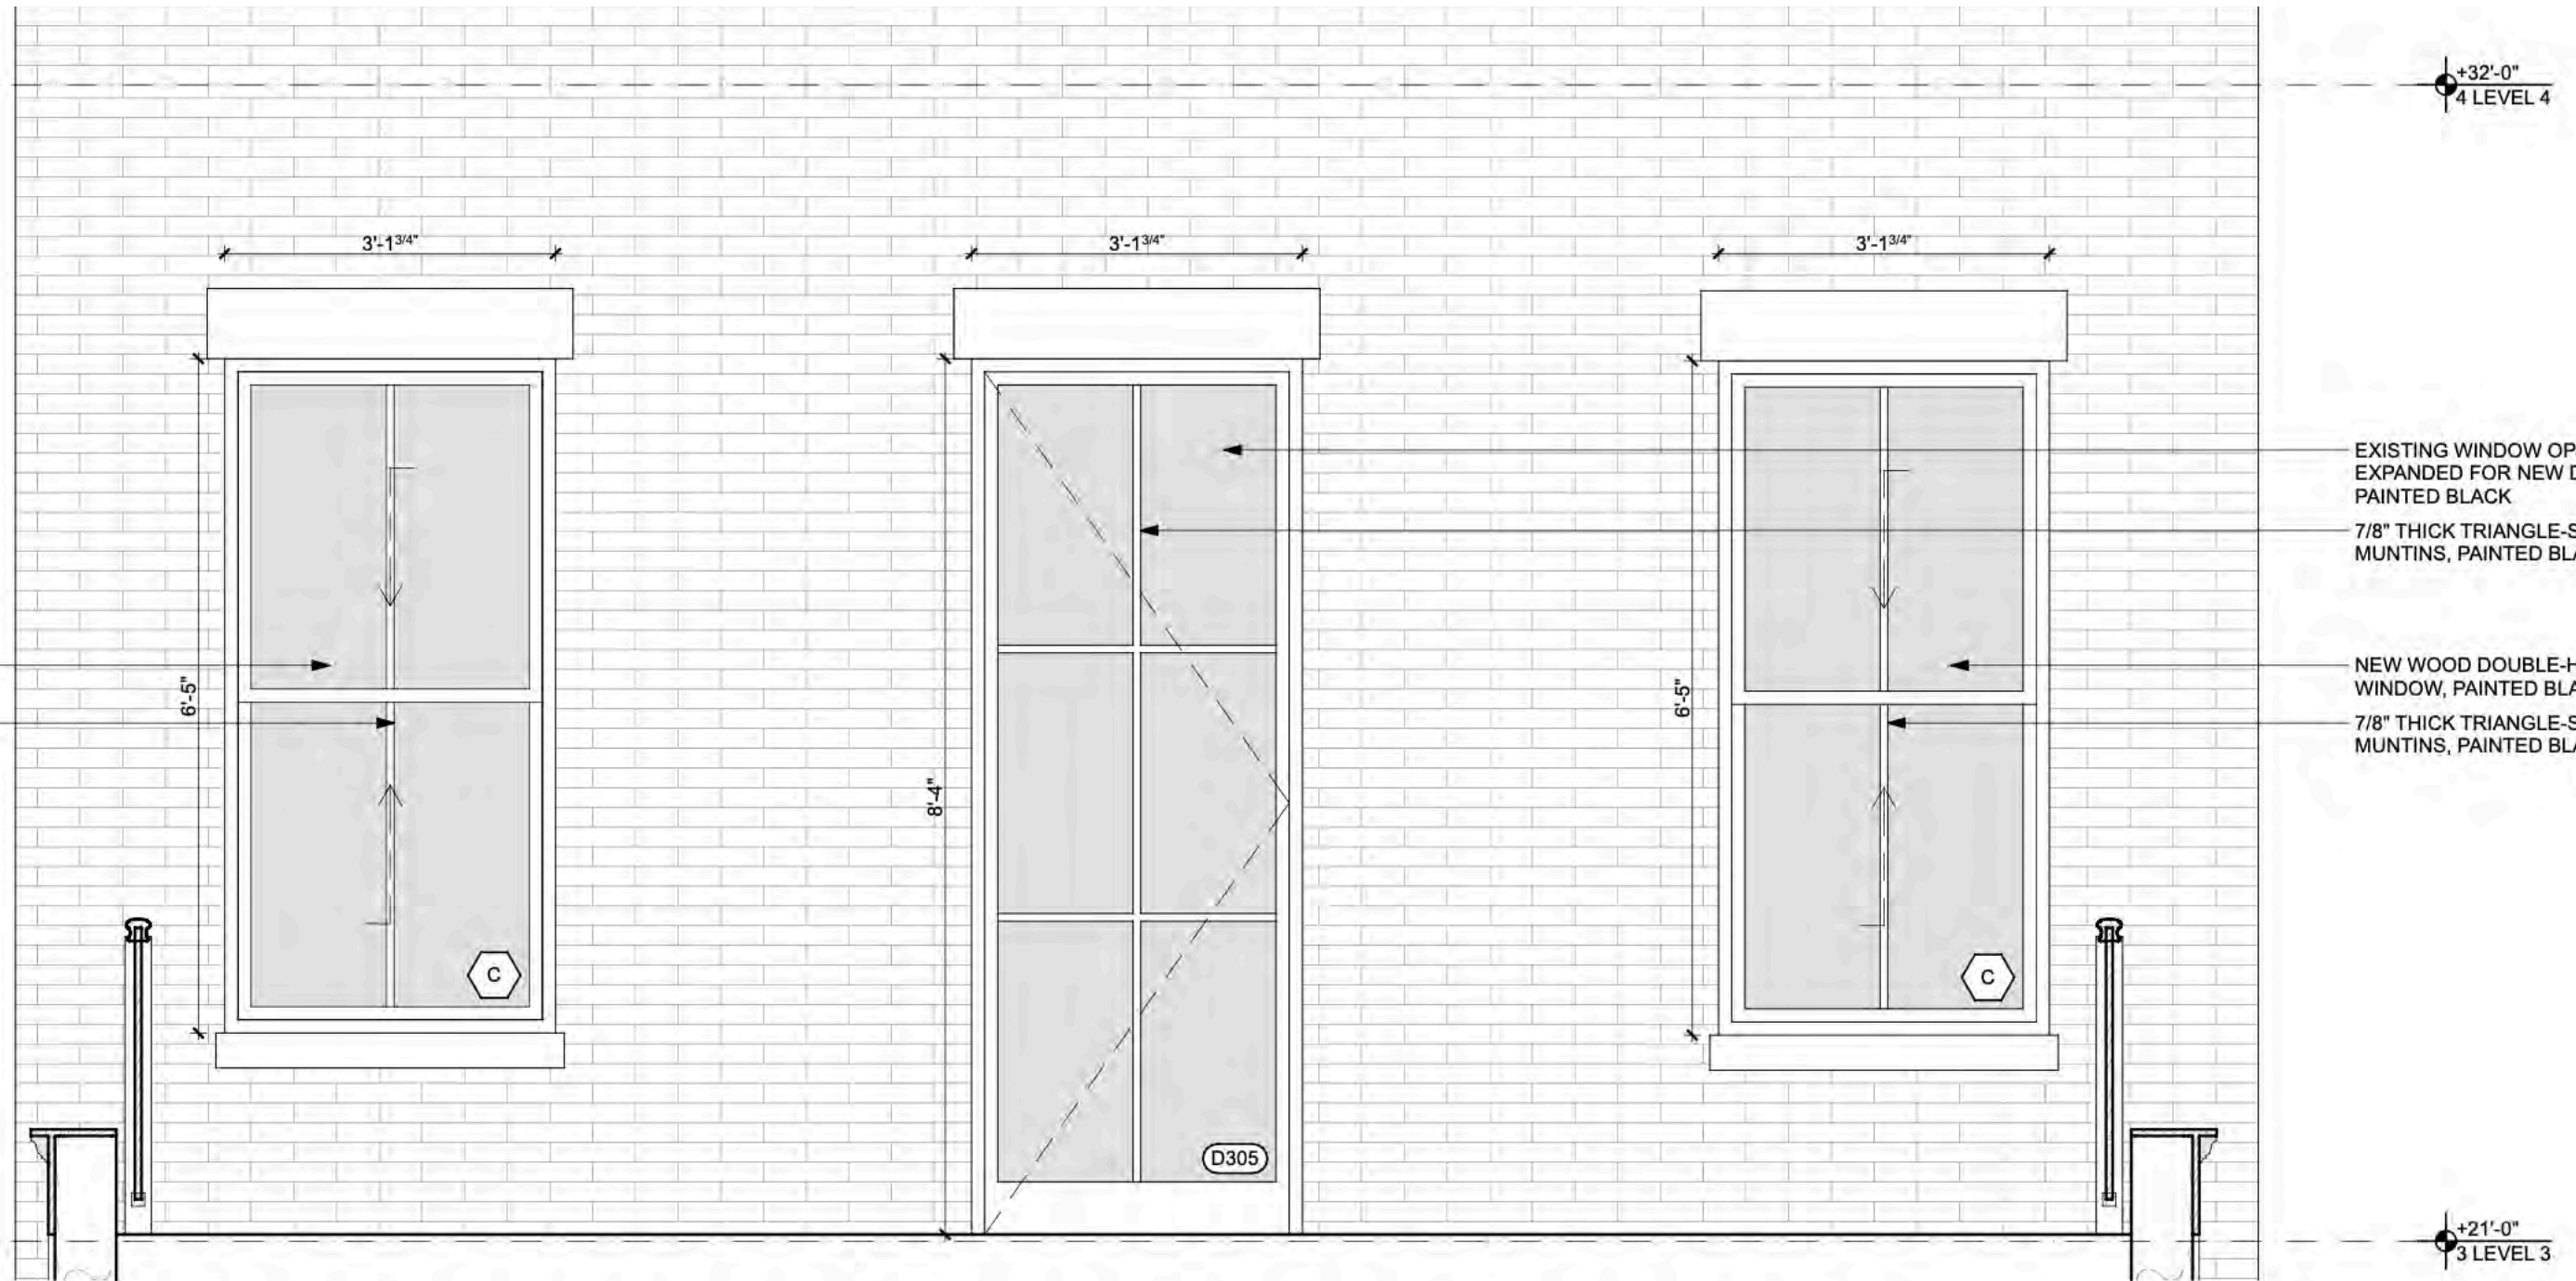 +32'-0"
4 LEVEL 4
3'-1 3/4"
3'-1 3/4"
3'-1 3/4"
EXISTING WINDOW OP
EXPANDED FOR NEW D
PAINTED BLACK
7/8" THICK TRIANGLE-S
MUNTINS, PAINTED BLA
NEW WOOD DOUBLE-H
WINDOW, PAINTED BLA
7/8" THICK TRIANGLE-S
MUNTINS, PAINTED BLA
6'-5"
8'-4"
6'-5"
C
C
D305
+21'-0"
3 LEVEL 3